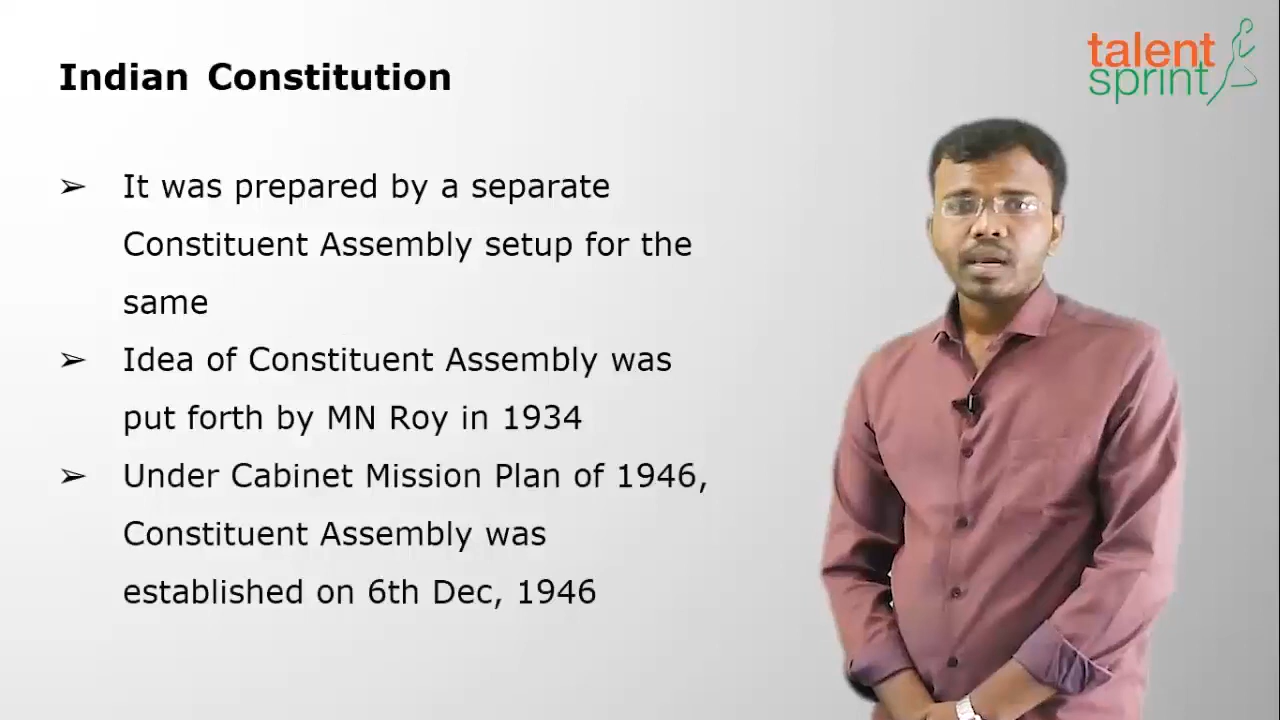 talent
sprint
Indian Constitution
➢ It was prepared by a separate
Constituent Assembly setup for the
same
➢ Idea of Constituent Assembly was
put forth by MN Roy in 1934
➢ Under Cabinet Mission Plan of 1946,
Constituent Assembly was
established on 6th Dec, 1946